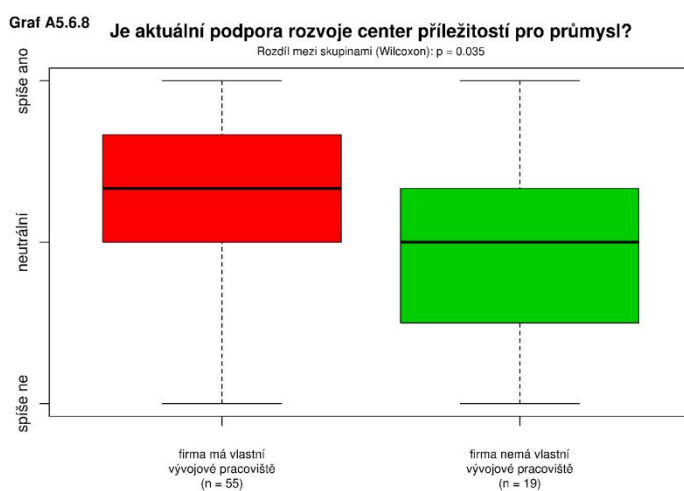 Graf A5.6.8
Je aktuální podpora rozvoje center příležitostí pro průmysl?
Rozdíl mezi skupinami (Wilcoxon): p = 0.035
spíše ano
neutrální
spíše ne
firma má vlastní
vývojové pracoviště
(n = 55)
firma nemá vlastní
vývojové pracoviště
(n = 19)